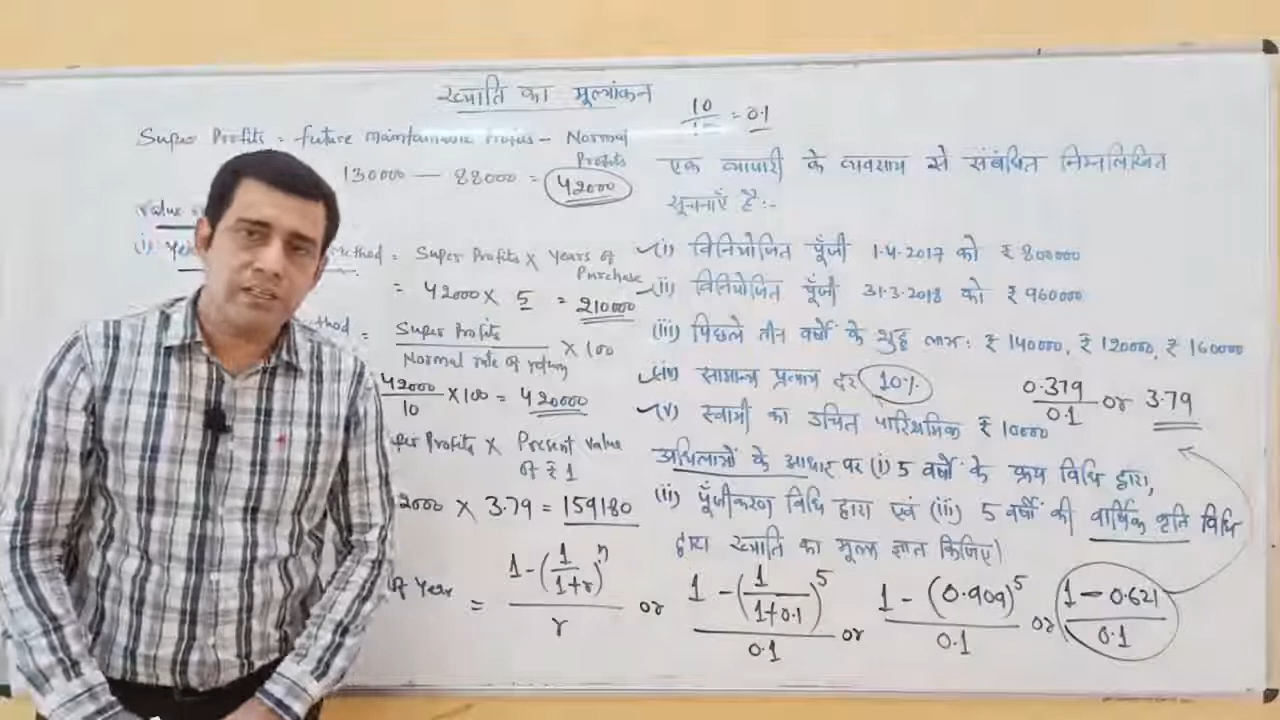 ख्याति का मूल्यांकन
Super Profits = future maintainable Profits - Normal
Profits
130000 — 88000 = 42000
Value
(i) Method = Super Profits X Years of
Purchase
= 42000 X 5 = 210000
= Super Profits / Normal rate of return X 100
42000 / 10 X 100 = 420000
Profits X Present Value
of ₹ 1
2000 X 3.79 = 159180
of Year = 1-(1/1+r)^n / r or 1-(1/1+0.1)^5 / 0.1 or 1-(0.909)^5 / 0.1 or 1-0.621 / 0.1
10 / = 0.1
एक व्यापारी के व्यवसाय से संबंधित निम्नलिखित
सूचनाएँ है:-
(i) विनियोजित पूँजी 1-4-2017 को ₹ 800000
(ii) विनियोजित पूँजी 31-3-2018 को ₹ 960000
(iii) पिछले तीन वर्षों के शुद्ध लाभ: ₹ 140000, ₹ 120000, ₹ 160000
(iv) सामान्य प्रत्याय दर 10%
0.379 / 0.1 or 3.79
(v) स्वामी का उचित पारिश्रमिक ₹ 10000
अधिलाभों के आधार पर (i) 5 वर्षों के क्रय विधि द्वारा,
(ii) पूँजीकरण विधि द्वारा एवं (iii) 5 वर्षों की वार्षिक वृति विधि
द्वारा ख्याति का मूल्य ज्ञात किजिए।